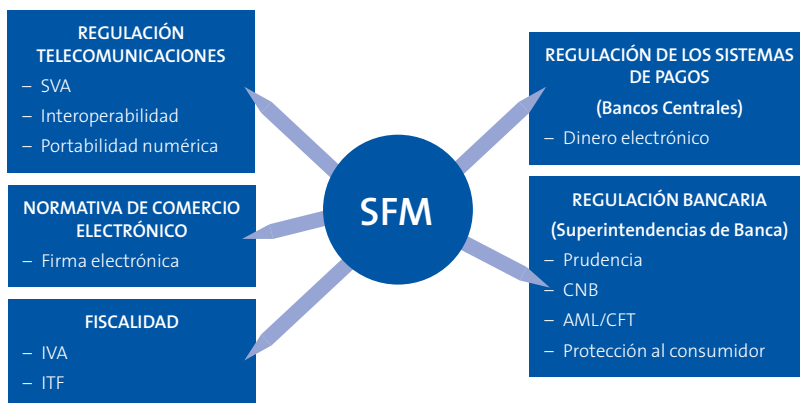 REGULACIÓN
TELECOMUNICACIONES
– SVA
– Interoperabilidad
– Portabilidad numérica
NORMATIVA DE COMERCIO
ELECTRÓNICO
– Firma electrónica
FISCALIDAD
– IVA
– ITF
SFM
REGULACIÓN DE LOS SISTEMAS
DE PAGOS
(Bancos Centrales)
– Dinero electrónico
REGULACIÓN BANCARIA
(Superintendencias de Banca)
– Prudencia
– CNB
– AML/CFT
– Protección al consumidor